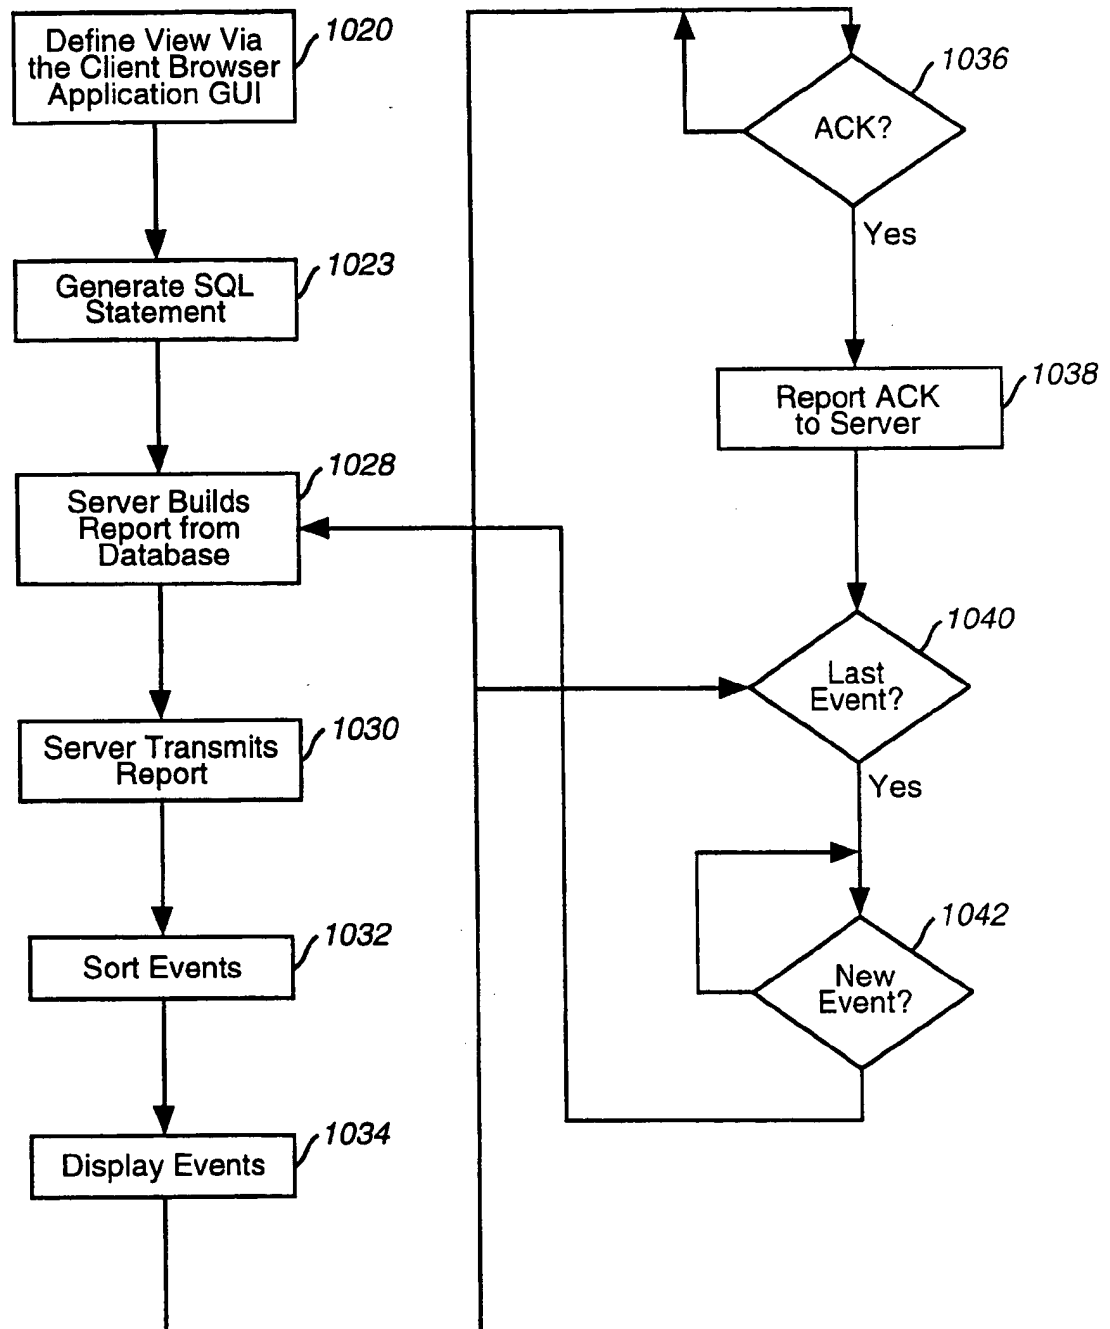 Define View Via
the Client Browser
Application GUI
1020
Generate SQL
Statement
1023
Server Builds
Report from
Database
1028
Server Transmits
Report
1030
Sort Events
1032
Display Events
1034
ACK?
1036
Yes
Report ACK
to Server
1038
Last
Event?
1040
Yes
New
Event?
1042